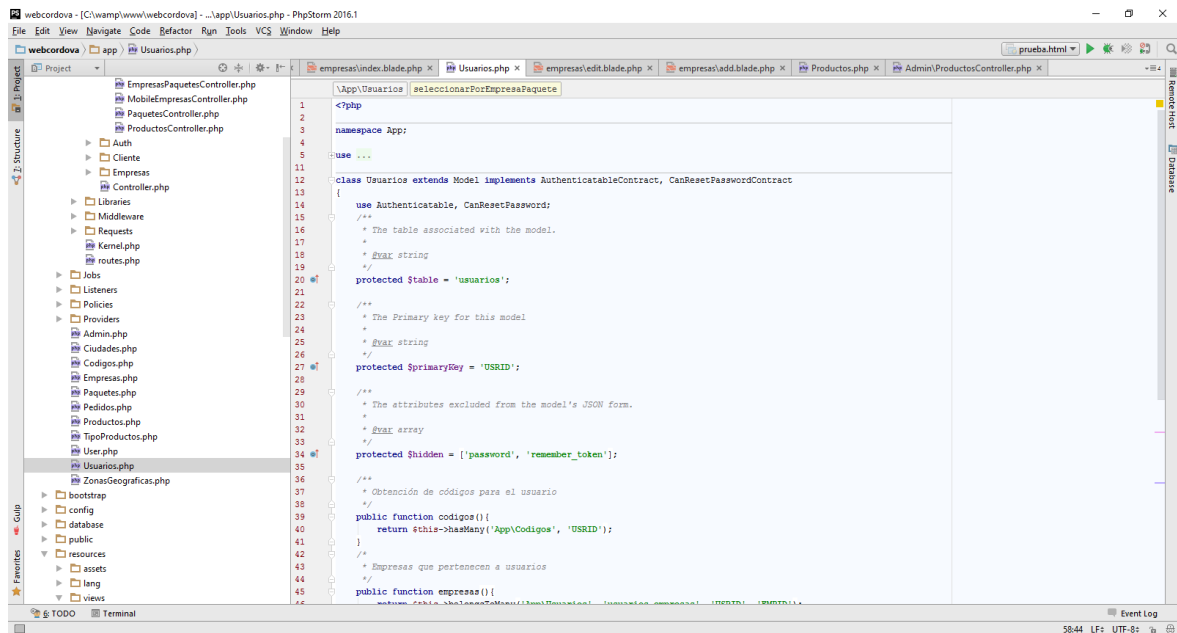 webcordova - [C:\wamp\www\webcordova] - ...\app\Usuarios.php - PhpStorm 2016.1
File Edit View Navigate Code Refactor Run Tools VCS Window Help
webcordova app Usuarios.php prueba.html
Project
empresas\index.blade.php Usuarios.php empresas\edit.blade.php empresas\add.blade.php Productos.php Admin\ProductosController.php
1: Project
7: Structure
Gulp
Favorites
EmpresasPaquetesController.php
MobileEmpresasController.php
PaquetesController.php
ProductosController.php
Auth
Cliente
Empresas
Controller.php
Libraries
Middleware
Requests
Kernel.php
routes.php
Jobs
Listeners
Policies
Providers
Admin.php
Ciudades.php
Codigos.php
Empresas.php
Paquetes.php
Pedidos.php
Productos.php
TipoProductos.php
User.php
Usuarios.php
ZonasGeograficas.php
bootstrap
config
database
public
resources
assets
lang
views
\App\Usuarios seleccionarPorEmpresaPaquete
1 <?php
2
3 namespace App;
4
5 use ...
11
12 class Usuarios extends Model implements AuthenticatableContract, CanResetPasswordContract
13 {
14 use Authenticatable, CanResetPassword;
15 /**
16 * The table associated with the model.
17 *
18 * @var string
19 */
20 protected $table = 'usuarios';
21
22 /**
23 * The Primary key for this model
24 *
25 * @var string
26 */
27 protected $primaryKey = 'USRID';
28
29 /**
30 * The attributes excluded from the model's JSON form.
31 *
32 * @var array
33 */
34 protected $hidden = ['password', 'remember_token'];
35
36 /**
37 * Obtención de códigos para el usuario
38 */
39 public function codigos(){
40 return $this->hasMany('App\Codigos', 'USRID');
41 }
42 /*
43 * Empresas que pertenecen a usuarios
44 */
45 public function empresas(){
46 return $this->belongsToMany('App\Usuarios', 'usuarios_empresas', 'USRID', 'EMPID');
Remote Host
Database
6: TODO Terminal Event Log
58:44 LF UTF-8